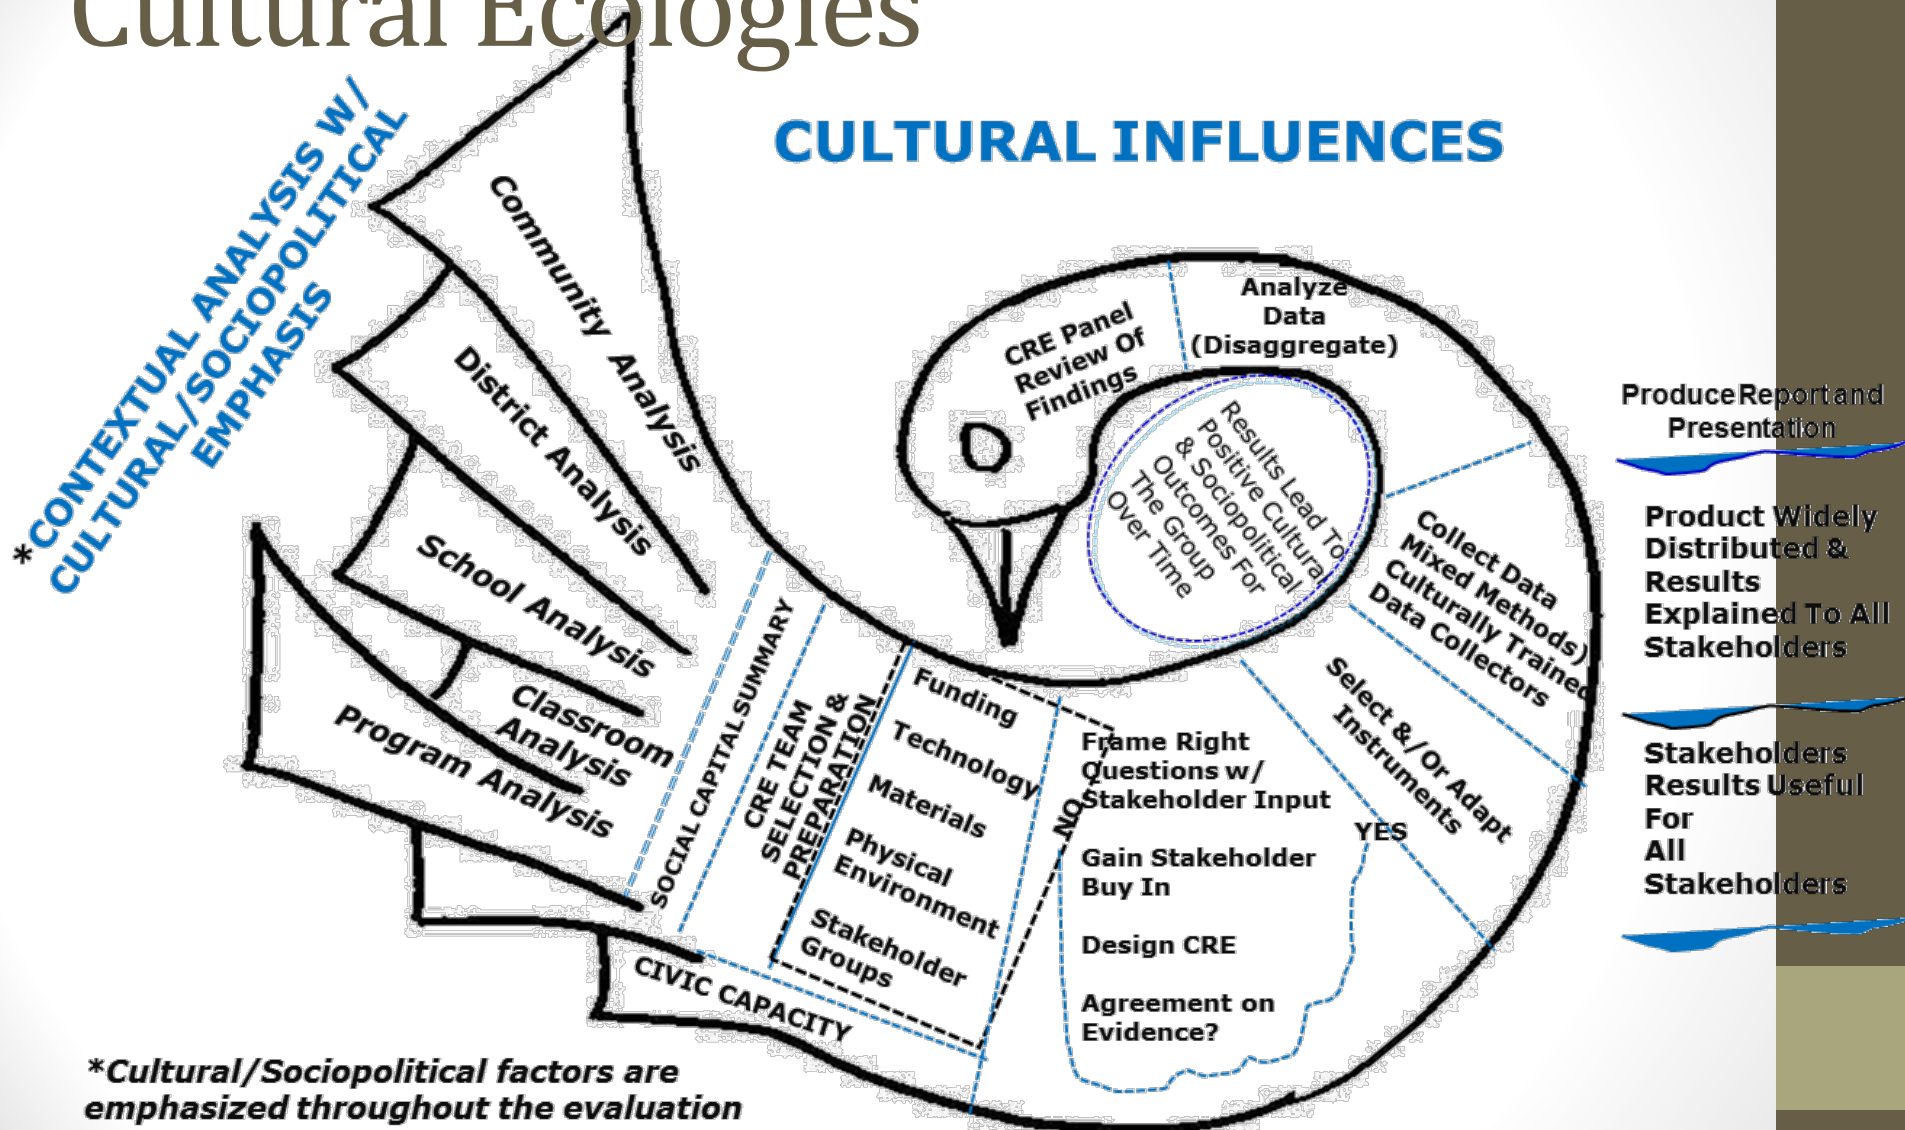 Cultural Ecologies
CULTURAL INFLUENCES
*CONTEXTUAL ANALYSIS W/
CULTURAL/SOCIOPOLITICAL
EMPHASIS
Community Analysis
District Analysis
School Analysis
Classroom
Analysis
Program Analysis
SOCIAL CAPITAL SUMMARY
CRE TEAM
SELECTION &
PREPARATION
CIVIC CAPACITY
Funding
Technology
Materials
Physical
Environment
Stakeholder
Groups
NO
Frame Right
Questions w/
Stakeholder Input
Gain Stakeholder
Buy In
Design CRE
Agreement on
Evidence?
YES
Select &/Or Adapt
Instruments
Collect Data
Mixed Methods)
Culturally Trained
Data Collectors
Analyze
Data
(Disaggregate)
CRE Panel
Review Of
Findings
Results Lead To
Positive Cultural
& Sociopolitical
Outcomes For
The Group
Over Time
Produce Report and
Presentation
Product Widely
Distributed &
Results
Explained To All
Stakeholders
Stakeholders
Results Useful
For
All
Stakeholders
*Cultural/Sociopolitical factors are
emphasized throughout the evaluation